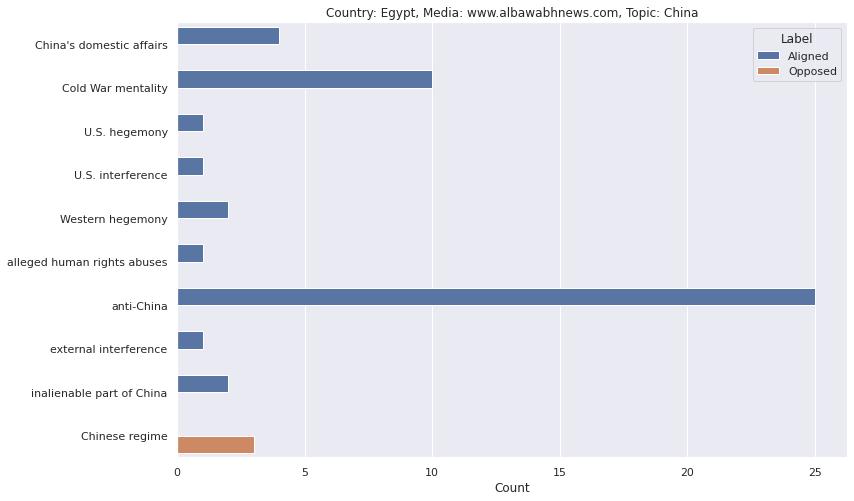 Country: Egypt, Media: www.albawabhnews.com, Topic: China
Label
Aligned
Opposed
China's domestic affairs
Cold War mentality
U.S. hegemony
U.S. interference
Western hegemony
alleged human rights abuses
anti-China
external interference
inalienable part of China
Chinese regime
0 5 10 15 20 25
Count